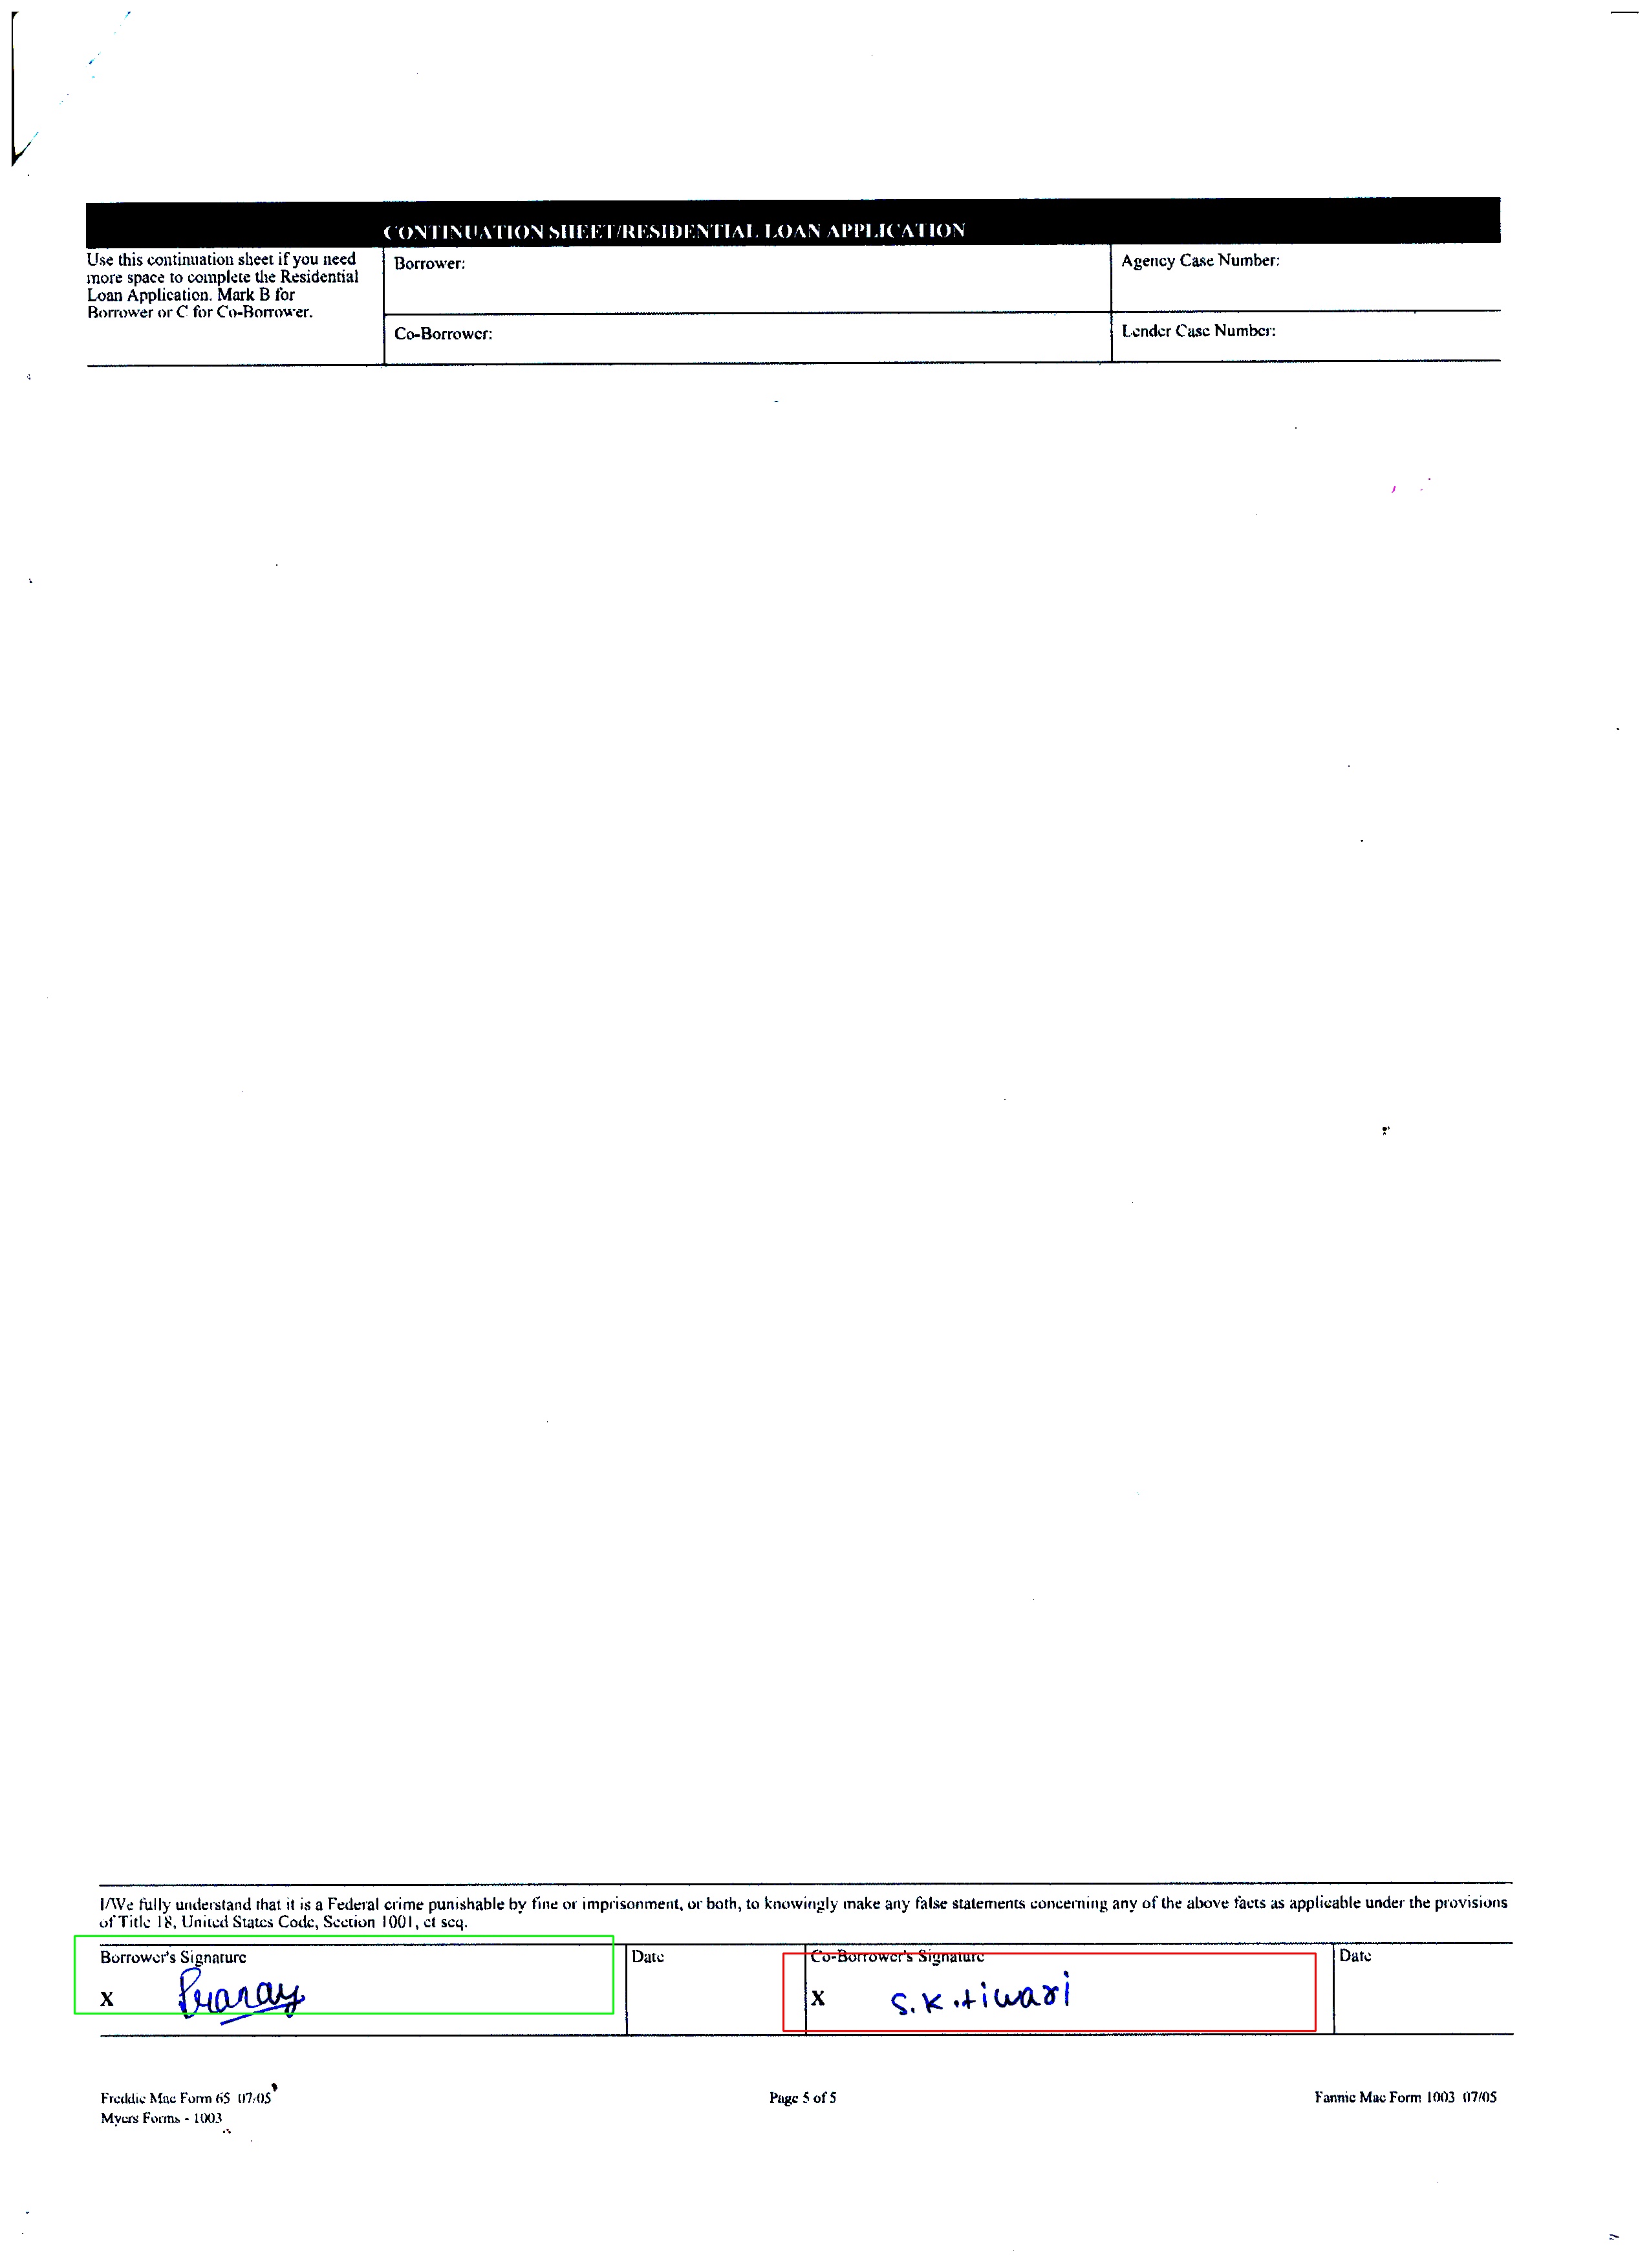 CONTINUATION SHEET/RESIDENTIAL LOAN APPLICATION
Use this continuation sheet if you need
more space to complete the Residential
Loan Application. Mark B for
Borrower or C for Co-Borrower.
Borrower:
Agency Case Number:
Co-Borrower:
Lender Case Number:
I/We fully understand that it is a Federal crime punishable by fine or imprisonment, or both, to knowingly make any false statements concerning any of the above facts as applicable under the provisions
of Title 18, United States Code, Section 1001, et seq.
Borrower's Signature
Date
Co-Borrower's Signature
Date
X Pranay
X S.K.tiwari
Freddie Mac Form 65 07/05
Page 5 of 5
Fannie Mae Form 1003 07/05
Myers Forms - 1003